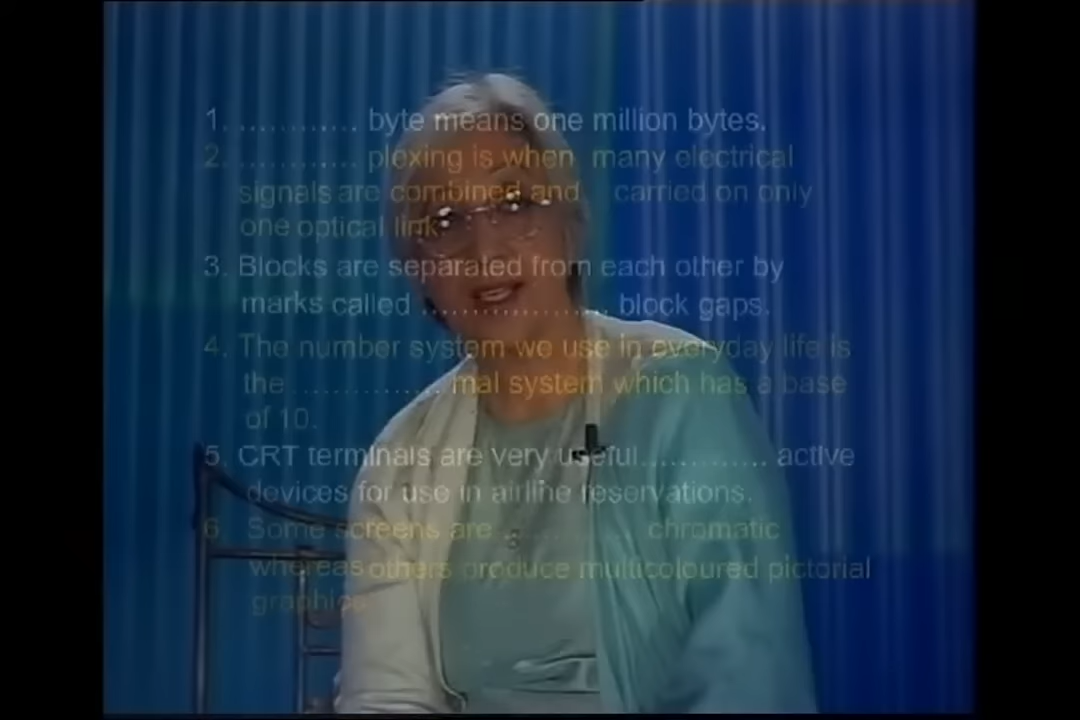 1. ............. byte means one million bytes.
2. ............. plexing is when many electrical
signals are combined and carried on only
one optical link.
3. Blocks are separated from each other by
marks called .................... block gaps.
4. The number system we use in everyday life is
the ............... mal system which has a base
of 10.
5. CRT terminals are very useful............. active
devices for use in airline reservations.
6. Some screens are ............. chromatic
whereas others produce multicoloured pictorial
graphics